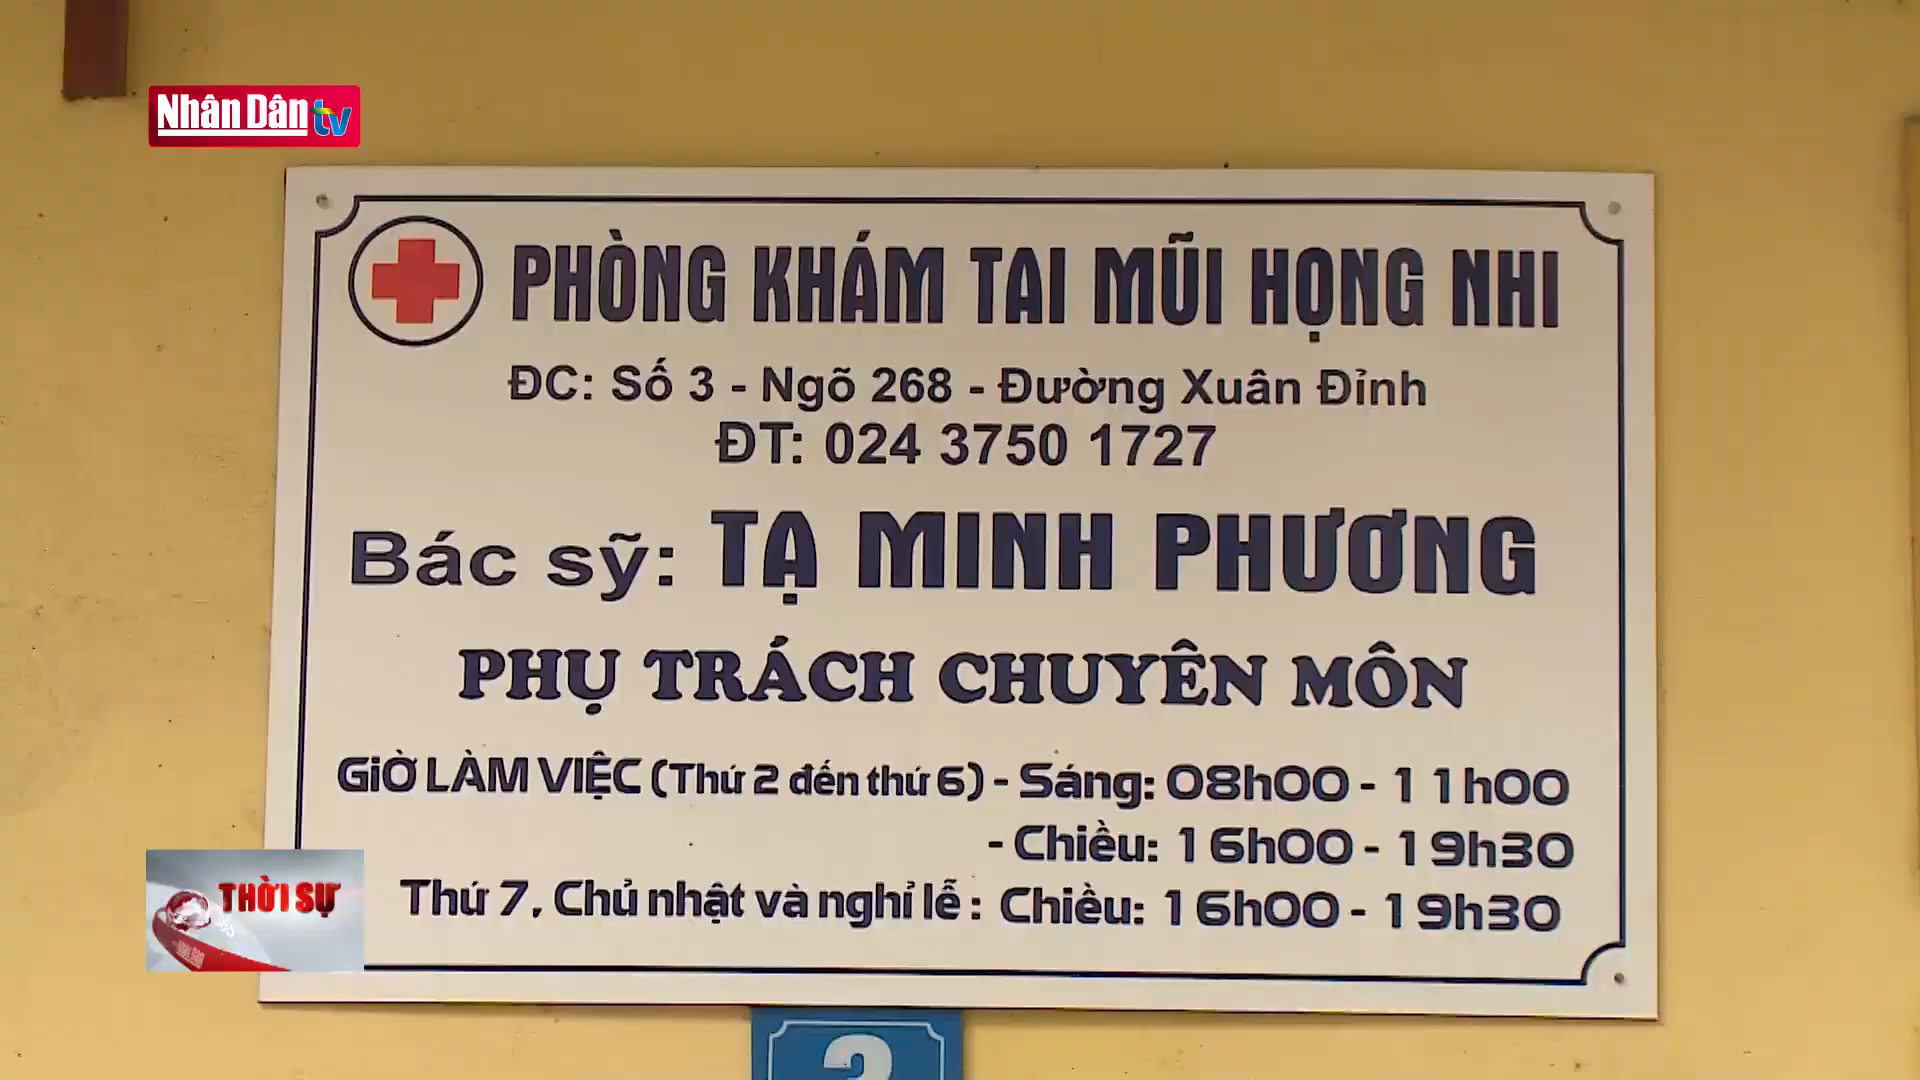 Nhân Dân tv
PHÒNG KHÁM TAI MŨI HỌNG NHI
ĐC: Số 3 - Ngõ 268 - Đường Xuân Đỉnh
ĐT: 024 3750 1727
Bác sỹ: TẠ MINH PHƯƠNG
PHỤ TRÁCH CHUYÊN MÔN
GIỜ LÀM VIỆC (Thứ 2 đến thứ 6) - Sáng: 08h00 - 11h00
- Chiều: 16h00 - 19h30
Thứ 7, Chủ nhật và nghỉ lễ : Chiều: 16h00 - 19h30
THỜI SỰ